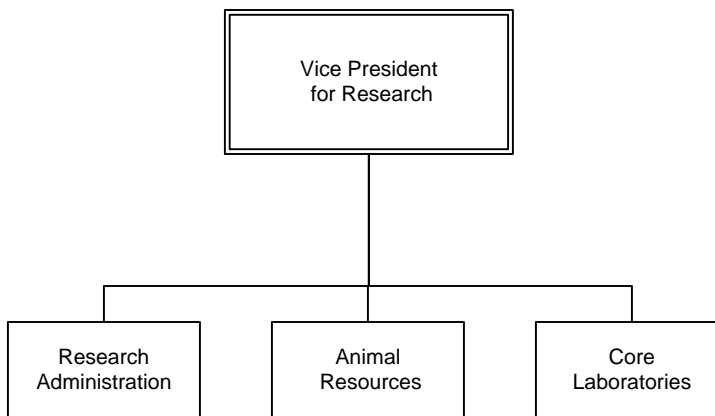 Vice President
for Research
Research
Administration
Animal
Resources
Core
Laboratories